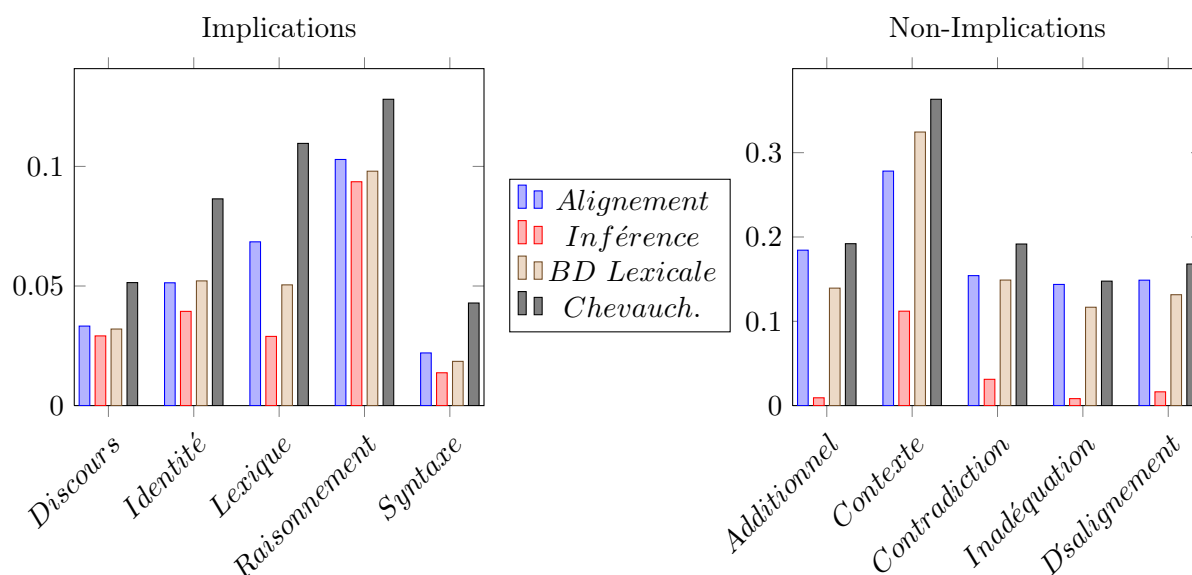 Implications
0.1
0.05
0
Discours
Identité
Lexique
Raisonnement
Syntaxe
Alignement
Inférence
BD Lexicale
Chevauch.
Non-Implications
0.3
0.2
0.1
0
Additionnel
Contexte
Contradiction
Inadéquation
D'salignement